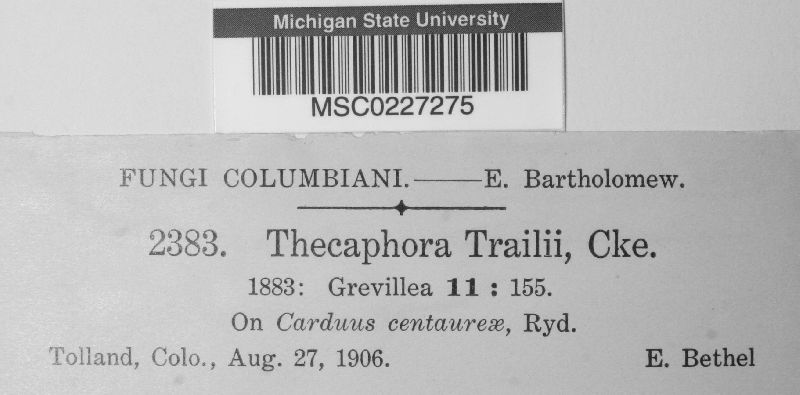 Michigan State University
MSC0227275
FUNGI COLUMBIANI.——E. Bartholomew.
2383. Thecaphora Trailii, Cke.
1883: Grevillea 11 : 155.
On Carduus centaureæ, Ryd.
Tolland, Colo., Aug. 27, 1906. E. Bethel